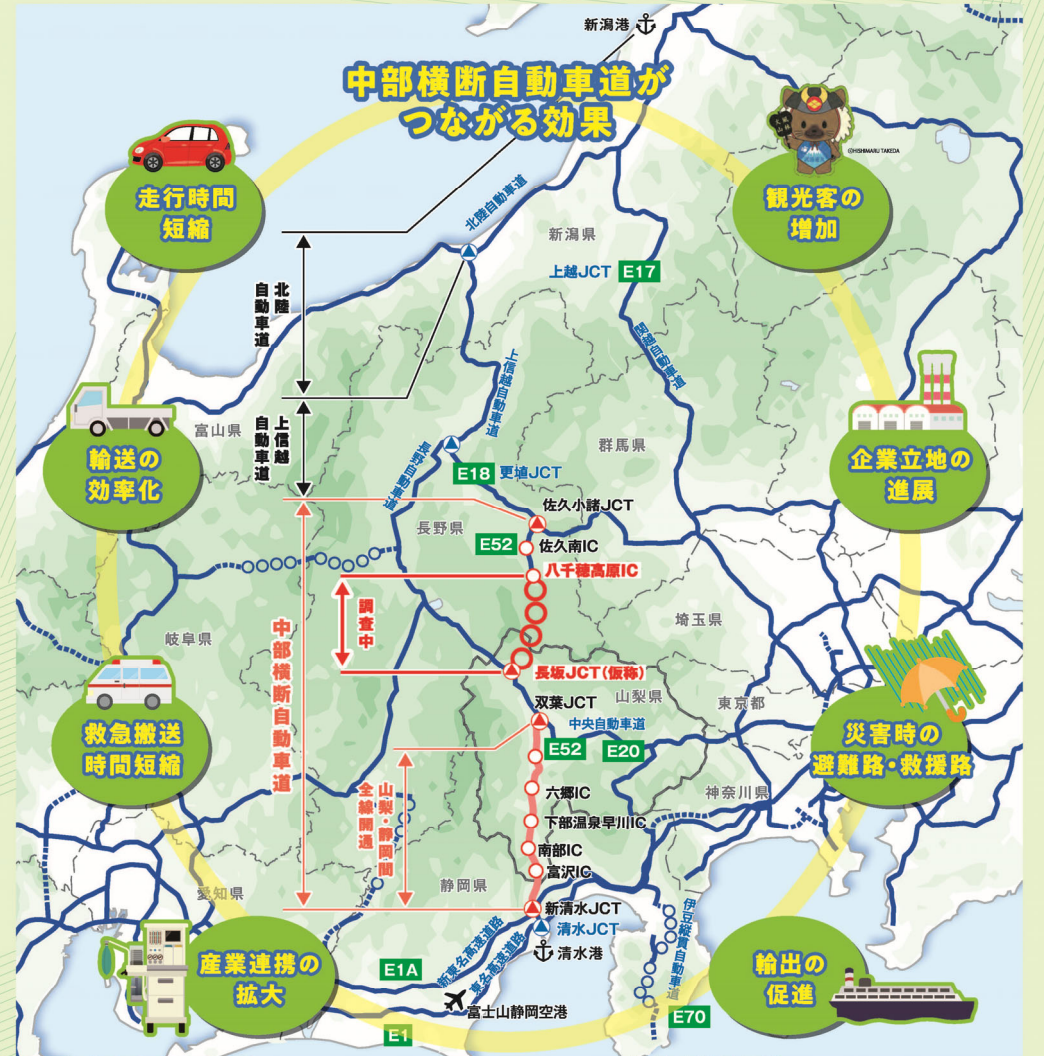 新潟港
中部横断自動車道が
つながる効果
©HISHIMARU TAKEDA
走行時間
短縮
観光客の
増加
北陸自動車道
新潟県
上越JCT E17
北陸
自動車道
関越自動車道
上信越自動車道
上信越
自動車道
富山県
群馬県
輸送の
効率化
企業立地の
進展
長野自動車道
E18 更埴JCT
佐久小諸JCT
長野県
E52 佐久南IC
八千穂高原IC
調査中
埼玉県
岐阜県
中部横断自動車道
長坂JCT(仮称)
山梨県
双葉JCT
東京都
中央自動車道
E52 E20
救急搬送
時間短縮
災害時の
避難路・救援路
六郷IC
神奈川県
山梨・静岡間
全線開通
下部温泉早川IC
南部IC
富沢IC
静岡県
愛知県
新清水JCT
清水JCT
清水港
伊豆縦貫自動車道
新東名高速道路
東名高速道路
産業連携の
拡大
E1A
富士山静岡空港
E1
E70
輸出の
促進